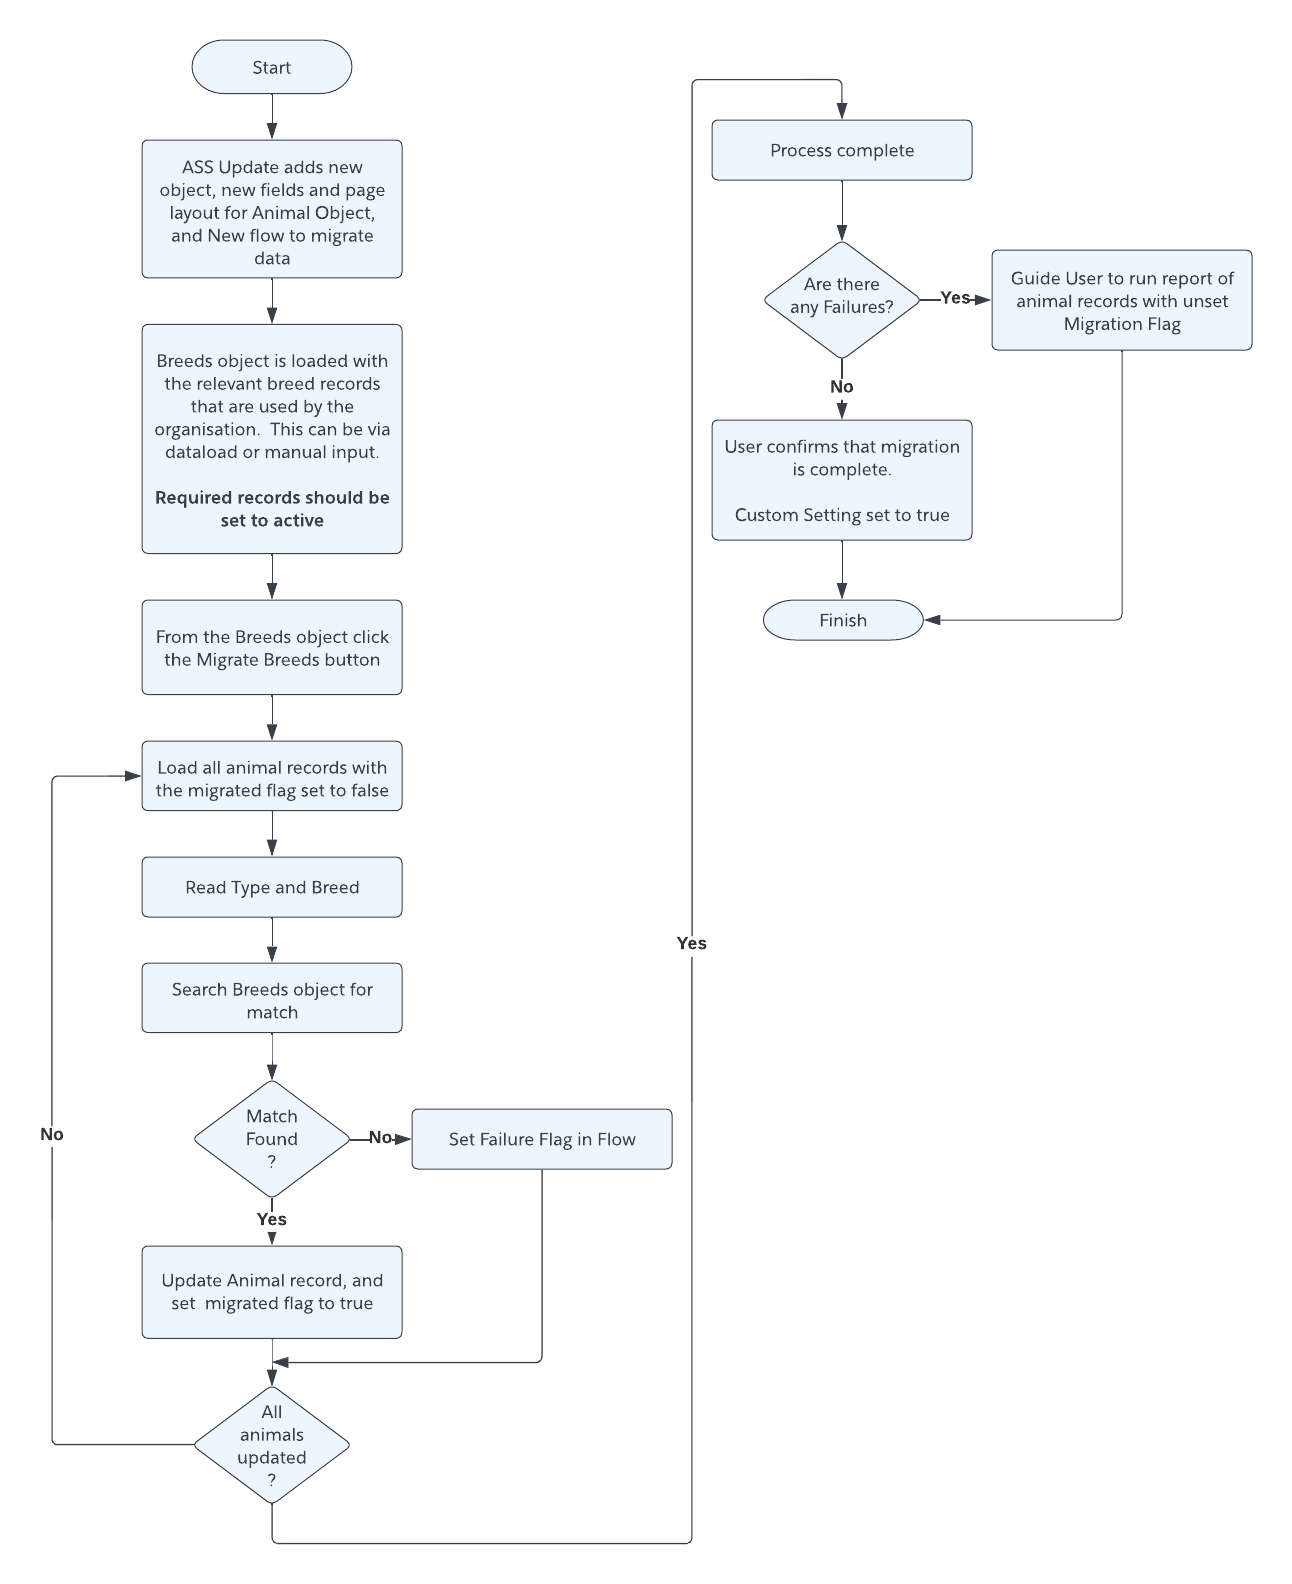 Start
ASS Update adds new
object, new fields and page
layout for Animal Object,
and New flow to migrate
data
Breeds object is loaded with
the relevant breed records
that are used by the
organisation.  This can be via
dataload or manual input.
Required records should be
set to active
From the Breeds object click
the Migrate Breeds button
Load all animal records with
the migrated flag set to false
Read Type and Breed
Search Breeds object for
match
Match
Found
?
No
Set Failure Flag in Flow
Yes
Update Animal record, and
set  migrated flag to true
All
animals
updated
?
No
Yes
Process complete
Are there
any Failures?
Yes
Guide User to run report of
animal records with unset
Migration Flag
No
User confirms that migration
is complete.
Custom Setting set to true
Finish